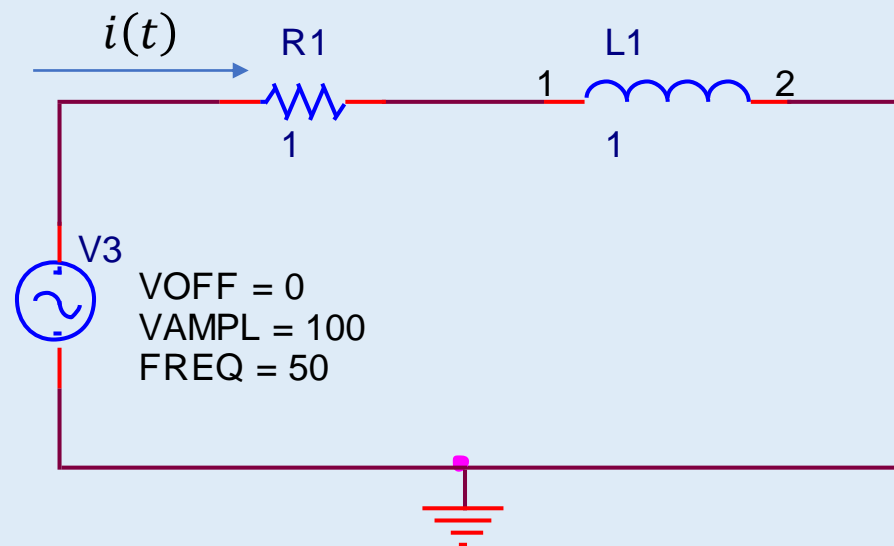 i(t)
R1
L1
1
2
1
1
V3
VOFF = 0
VAMPL = 100
FREQ = 50